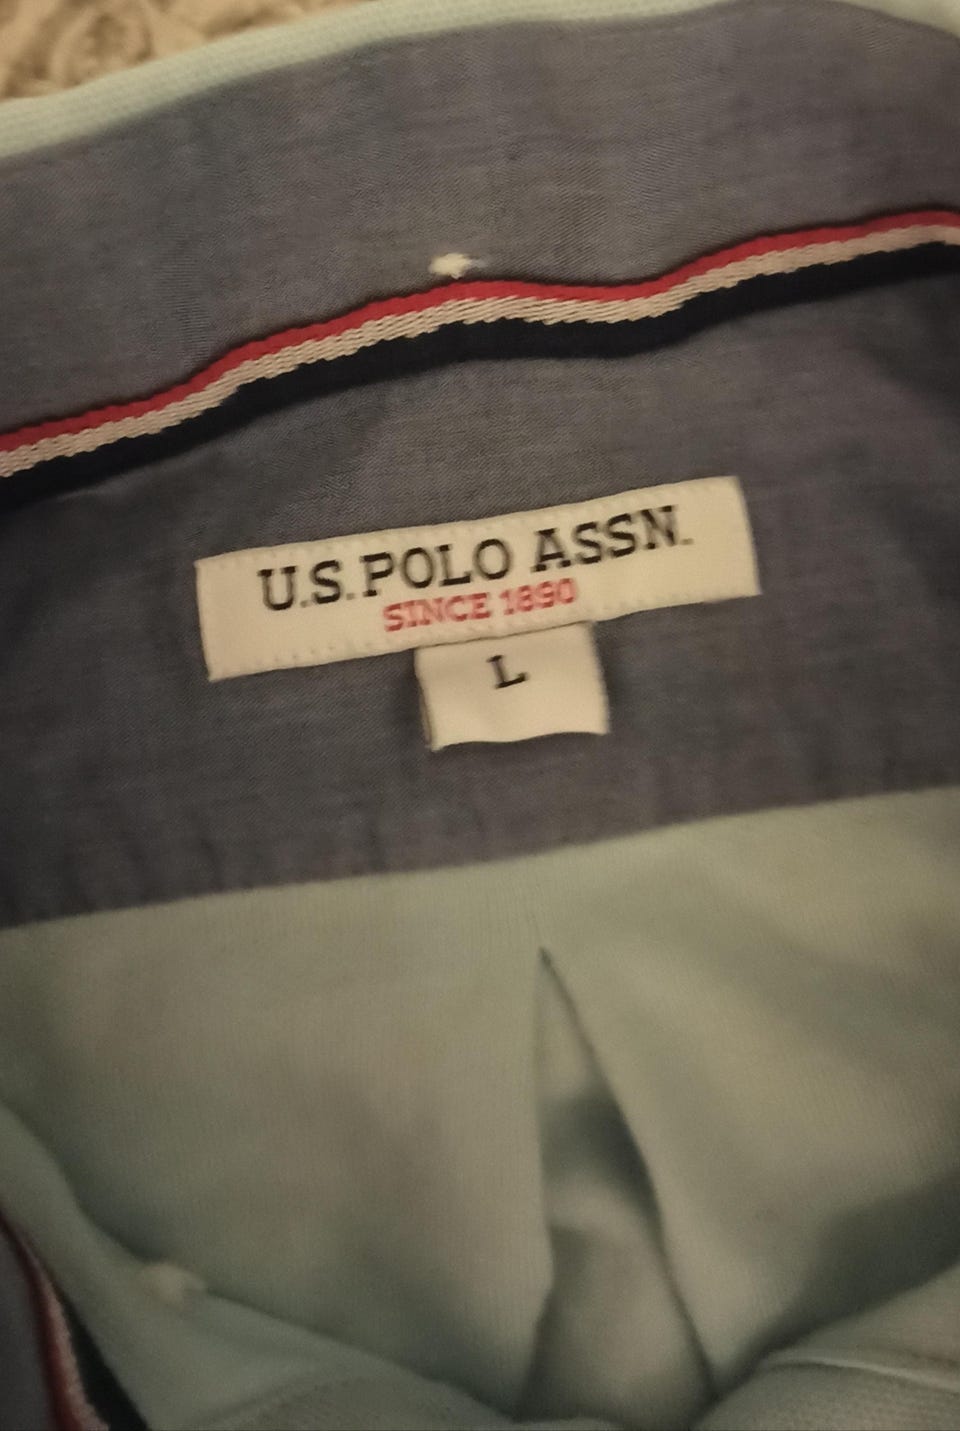 U.S. POLO ASSN.
SINCE 1890
L